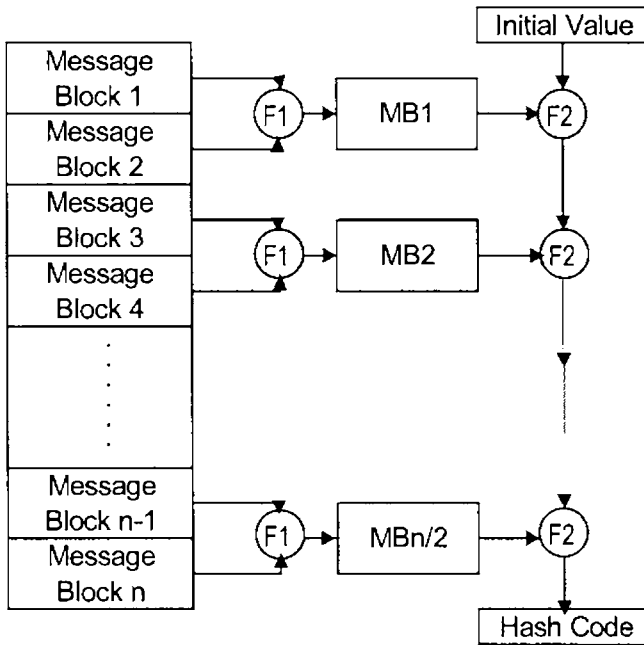 Initial Value
Message
Block 1
F1
MB1
F2
Message
Block 2
Message
Block 3
F1
MB2
F2
Message
Block 4
Message
Block n-1
F1
MBn/2
F2
Message
Block n
Hash Code